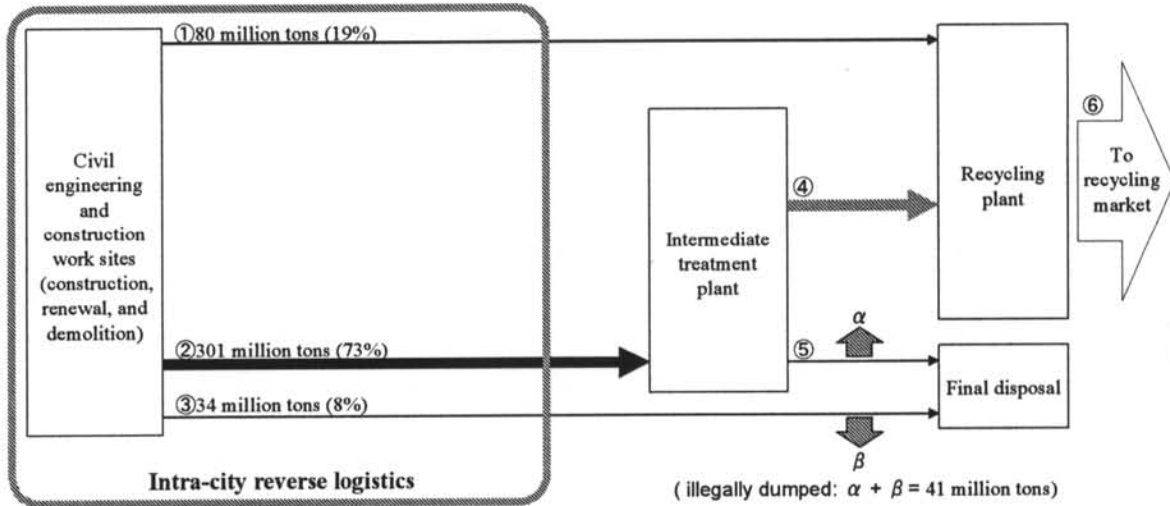 ①80 million tons (19%)
Civil
engineering
and
construction
work sites
(construction,
renewal, and
demolition)
②301 million tons (73%)
③34 million tons (8%)
Intra-city reverse logistics
Intermediate
treatment
plant
④
⑤
α
β
Recycling
plant
Final disposal
⑥
To
recycling
market
( illegally dumped: α + β = 41 million tons)